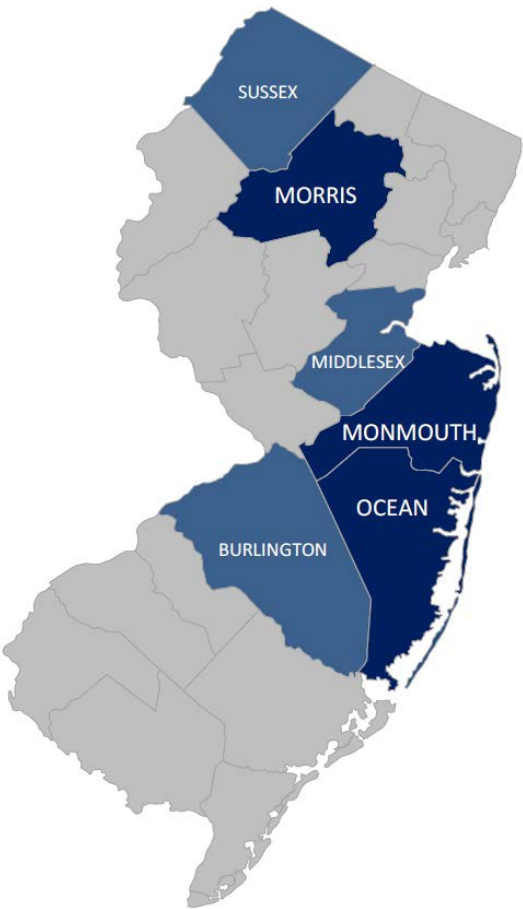 SUSSEX
MORRIS
MIDDLESEX
MONMOUTH
OCEAN
BURLINGTON